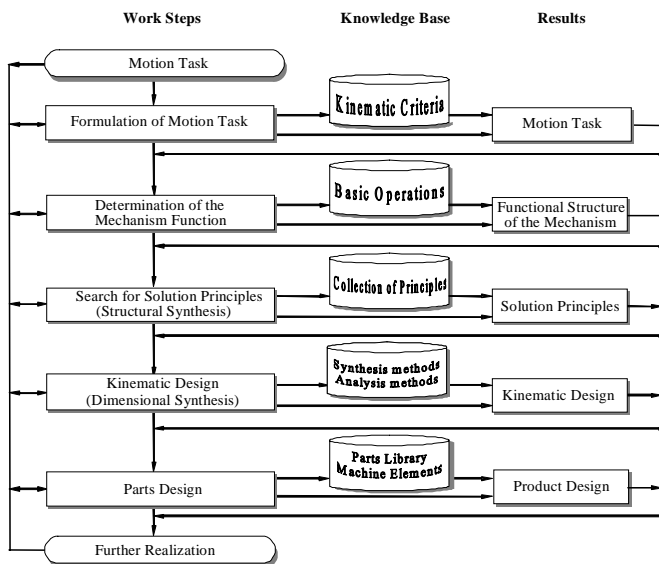 Work Steps
Knowledge Base
Results
Motion Task
Formulation of Motion Task
Kinematic Criteria
Motion Task
Determination of the
Mechanism Function
Basic Operations
Functional Structure
of the Mechanism
Search for Solution Principles
(Structural Synthesis)
Collection of Principles
Solution Principles
Kinematic Design
(Dimensional Synthesis)
Synthesis methods
Analysis methods
Kinematic Design
Parts Design
Parts Library
Machine Elements
Product Design
Further Realization